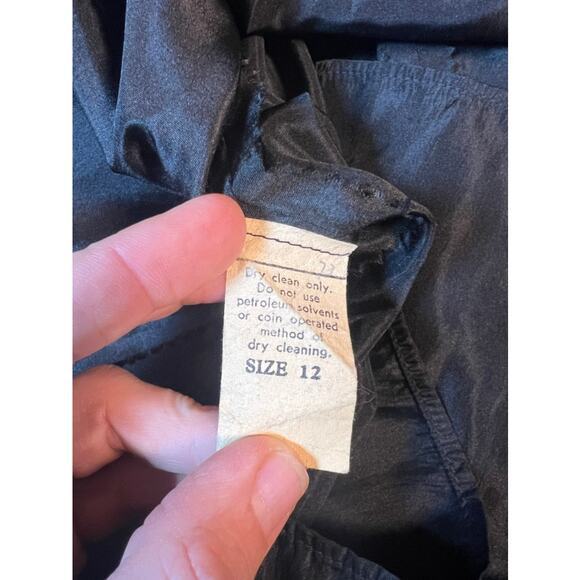 Dry clean only.
Do not use
petroleum solvents
or coin operated
method of
dry cleaning.
SIZE 12